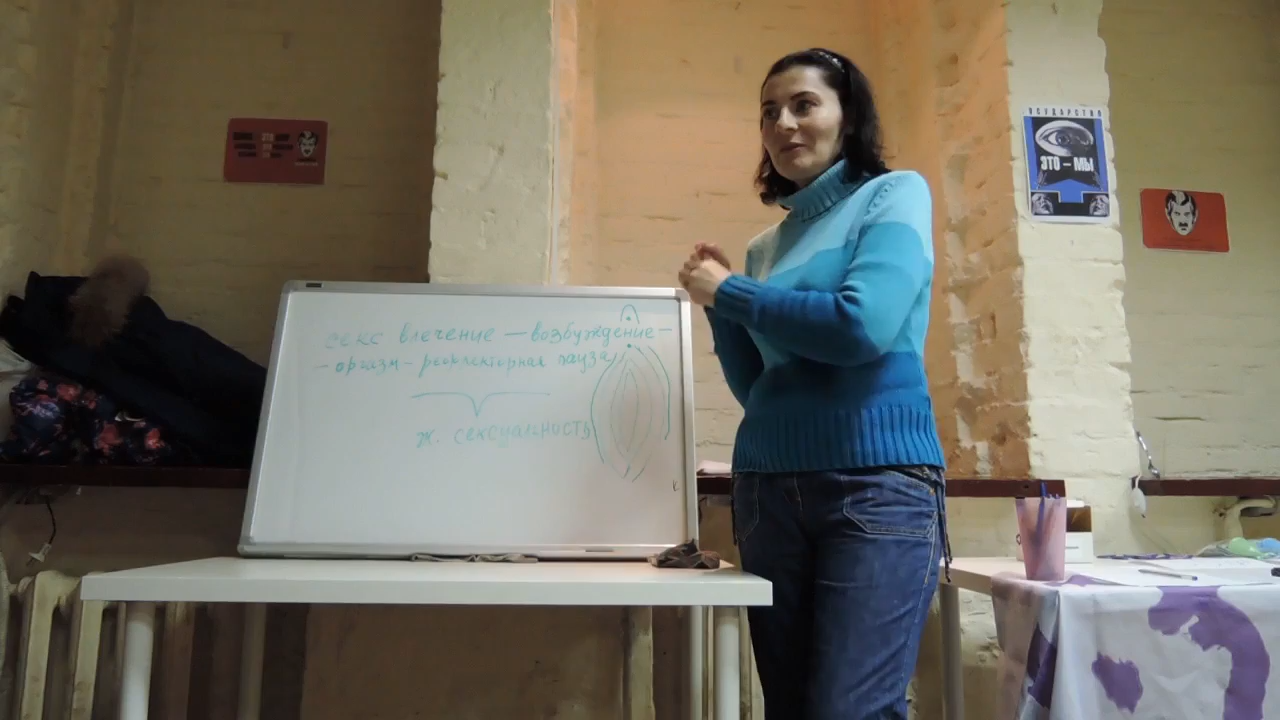 секс влечение — возбуждение —
— оргазм — рефлекторная пауза
ж. сексуальность
ГОСУДАРСТВО
ЭТО – МЫ